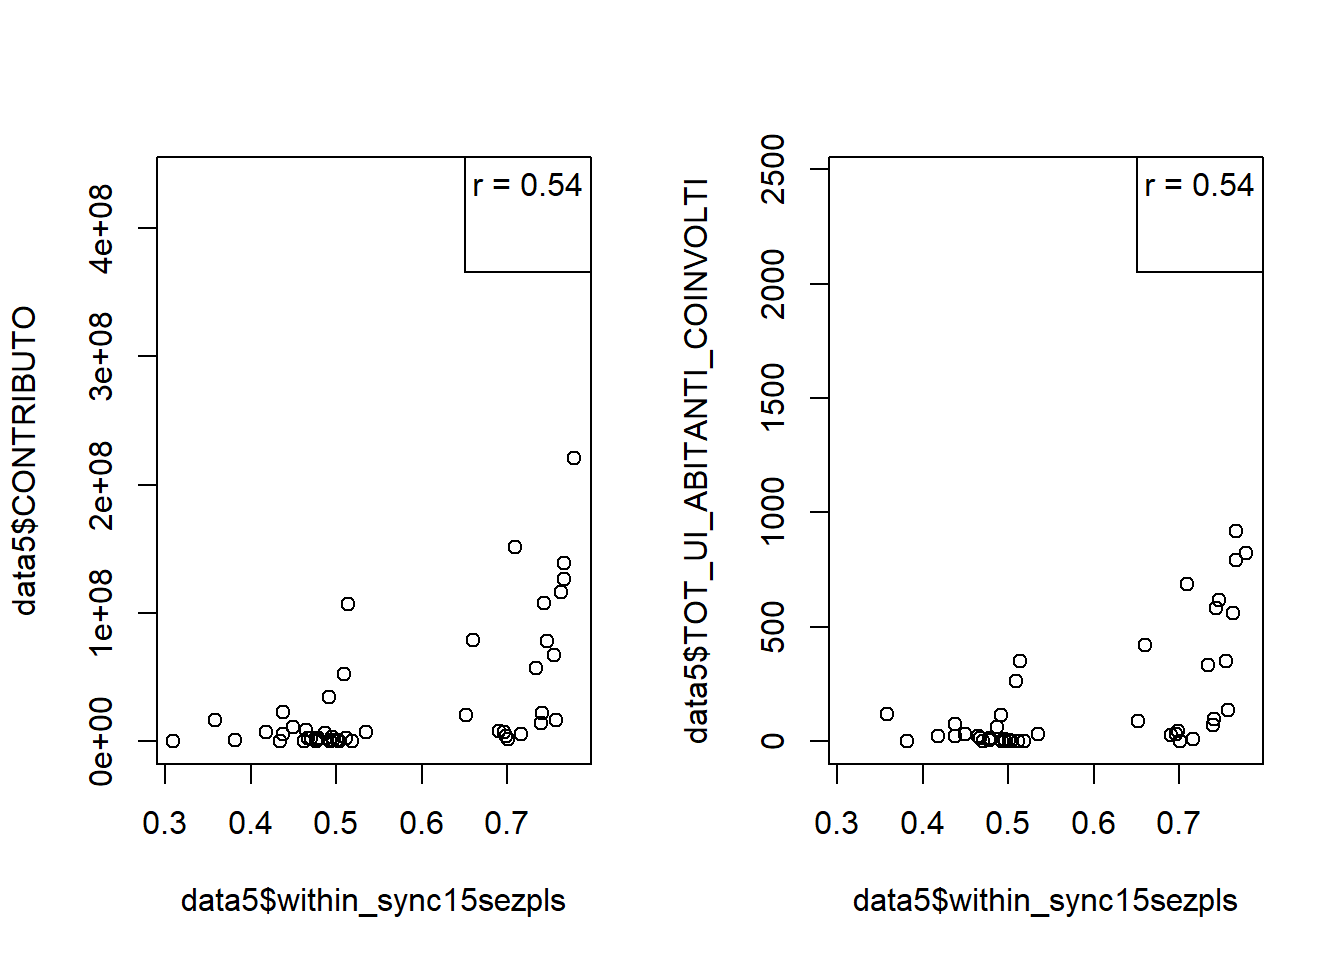 data5$CONTRIBUTO
4e+08
3e+08
2e+08
1e+08
0e+00
r = 0.54
0.3 0.4 0.5 0.6 0.7
data5$within_sync15sezpls
data5$TOT_UI_ABITANTI_COINVOLTI
2500
2000
1500
1000
500
0
r = 0.54
0.3 0.4 0.5 0.6 0.7
data5$within_sync15sezpls